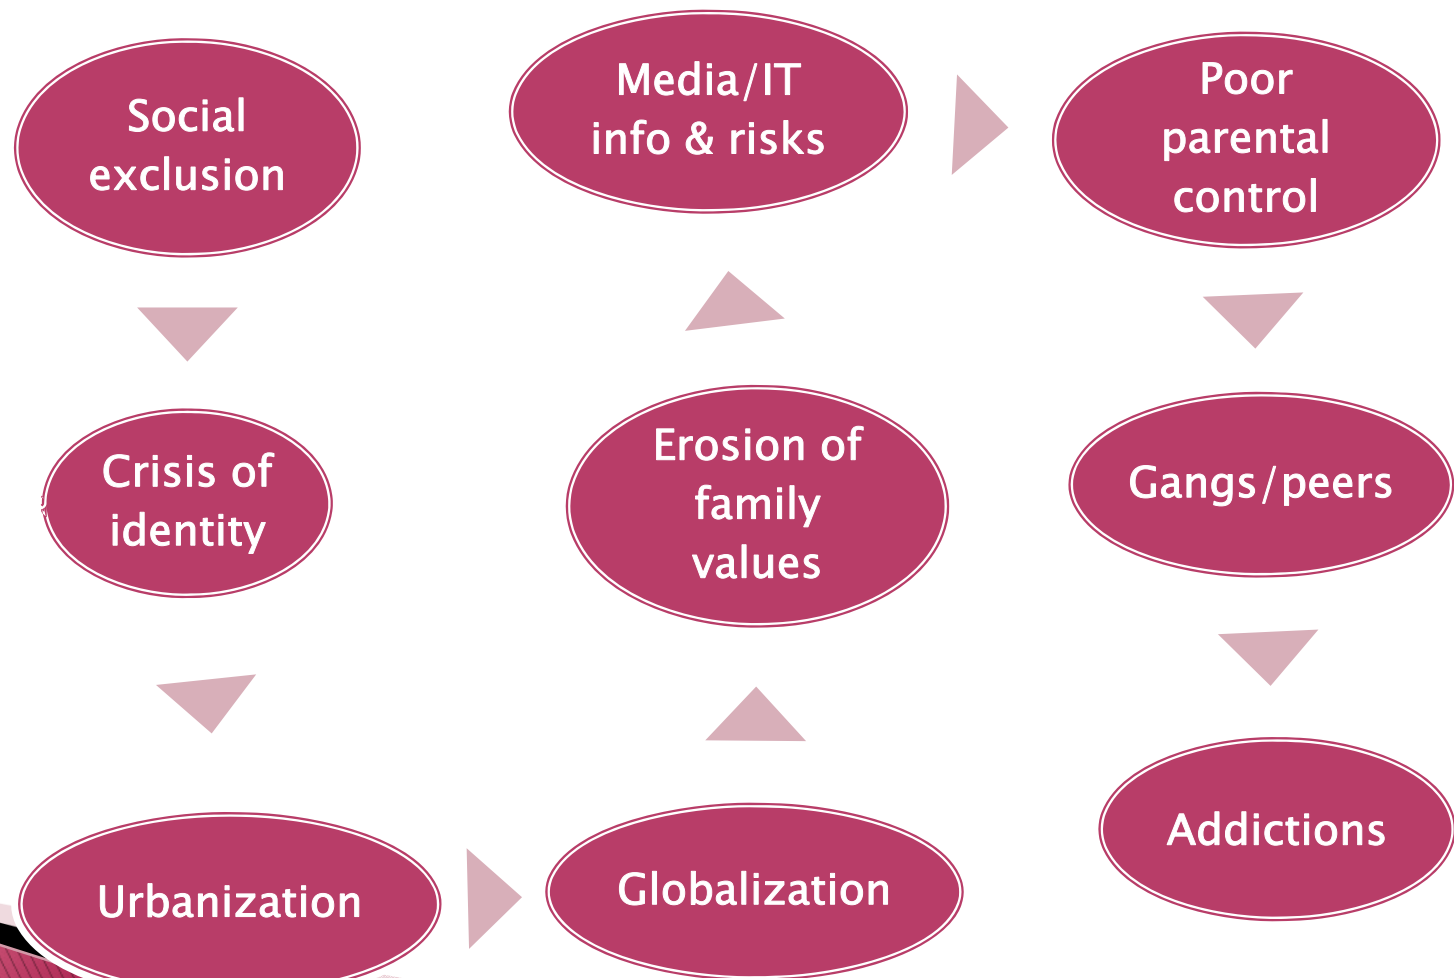 Social
exclusion
Crisis of
identity
Urbanization
Globalization
Erosion of
family
values
Media/IT
info & risks
Poor
parental
control
Gangs/peers
Addictions